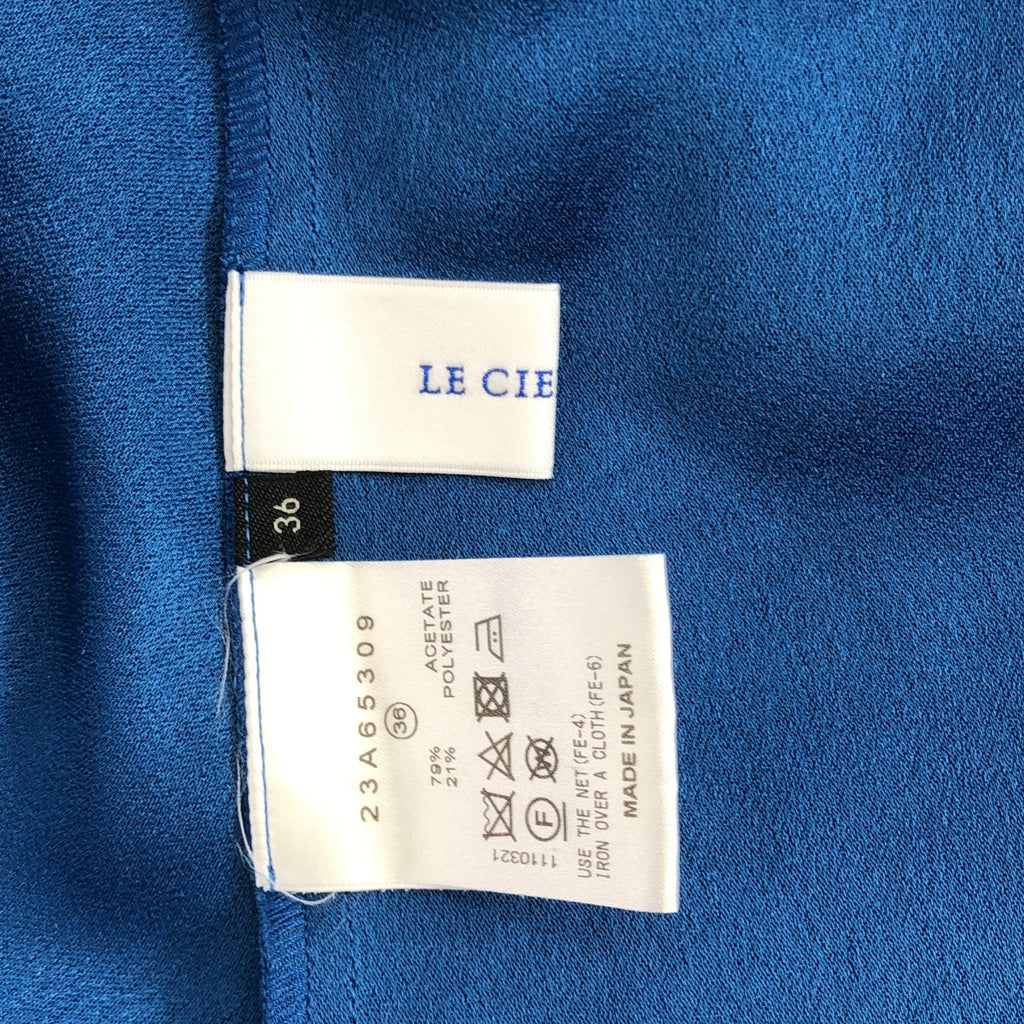 LE CIE
36
23A65309
36
79% ACETATE
21% POLYESTER
F W
1110321
USE THE NET(FE-4)
IRON OVER A CLOTH(FE-6)
MADE IN JAPAN